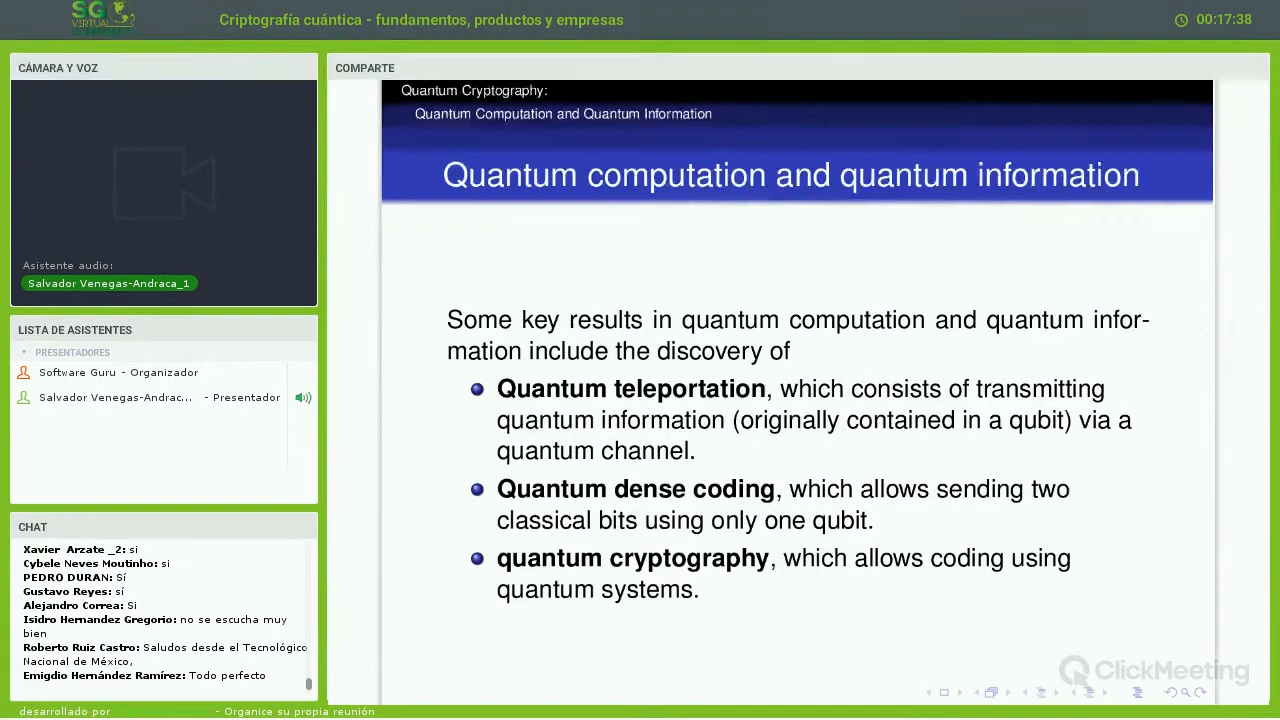 SG
VIRTUAL
Criptografía cuántica - fundamentos, productos y empresas
00:17:38
CÁMARA Y VOZ
Asistente audio:
Salvador Venegas-Andraca_1
LISTA DE ASISTENTES
PRESENTADORES
Software Guru - Organizador
Salvador Venegas-Andrac... - Presentador
CHAT
Xavier Arzate _2: si
Cybele Neves Moutinho: si
PEDRO DURAN: Sí
Gustavo Reyes: sí
Alejandro Correa: Si
Isidro Hernandez Gregorio: no se escucha muy
bien
Roberto Ruiz Castro: Saludos desde el Tecnológico
Nacional de México,
Emigdio Hernández Ramírez: Todo perfecto
COMPARTE
Quantum Cryptography:
Quantum Computation and Quantum Information
Quantum computation and quantum information
Some key results in quantum computation and quantum infor-
mation include the discovery of
Quantum teleportation, which consists of transmitting
quantum information (originally contained in a qubit) via a
quantum channel.
Quantum dense coding, which allows sending two
classical bits using only one qubit.
quantum cryptography, which allows coding using
quantum systems.
ClickMeeting
desarrollado por - Organice su propia reunión